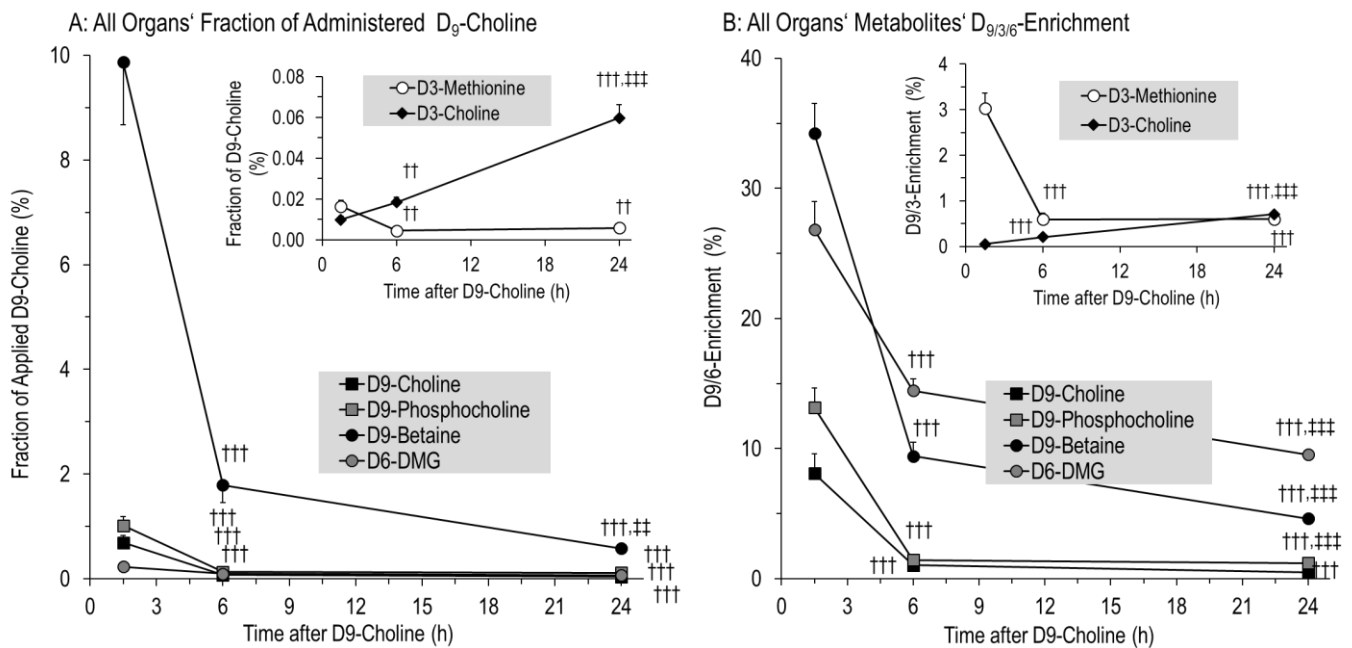 A: All Organs‘ Fraction of Administered D9-Choline
Fraction of Applied D9-Choline (%)
10
8
6
4
2
0
0 3 6 9 12 15 18 21 24
Time after D9-Choline (h)
†††
†††
†††
†††
†††,‡‡
†††
†††
†††
D9-Choline
D9-Phosphocholine
D9-Betaine
D6-DMG
Fraction of D9-Choline
(%)
0.08
0.06
0.04
0.02
0.00
0 6 12 18 24
Time after D9-Choline (h)
D3-Methionine
D3-Choline
†††,‡‡‡
††
††
††
B: All Organs‘ Metabolites‘ D9/3/6-Enrichment
D9/6-Enrichment (%)
40
30
20
10
0
0 3 6 9 12 15 18 21 24
Time after D9-Choline (h)
†††
†††
†††
†††
†††,‡‡‡
†††,‡‡‡
†††,‡‡‡
†††
D9-Choline
D9-Phosphocholine
D9-Betaine
D6-DMG
D9/3-Enrichment (%)
4
3
2
1
0
0 6 12 18 24
Time after D9-Choline (h)
D3-Methionine
D3-Choline
†††
†††
†††,‡‡‡
†††